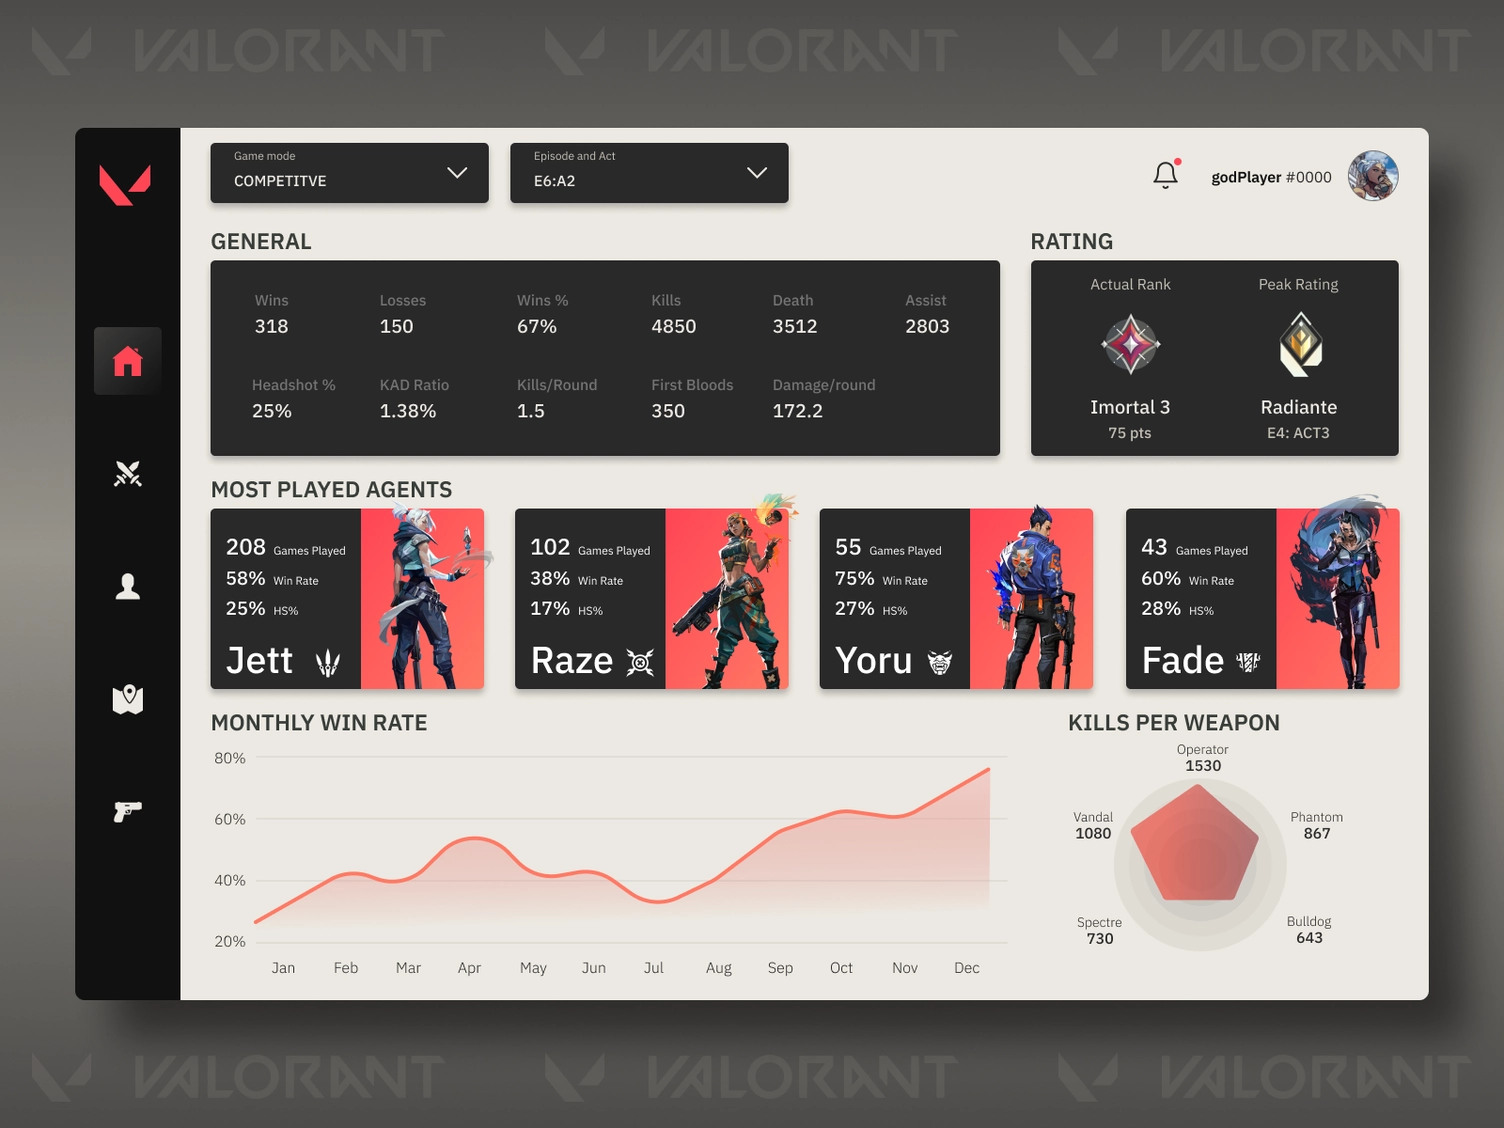 VALORANT VALORANT VALORANT
Game mode
COMPETITVE
Episode and Act
E6:A2
godPlayer #0000
GENERAL
Wins Losses Wins % Kills Death Assist
318 150 67% 4850 3512 2803
Headshot % KAD Ratio Kills/Round First Bloods Damage/round
25% 1.38% 1.5 350 172.2
RATING
Actual Rank Peak Rating
Imortal 3 Radiante
75 pts E4: ACT3
MOST PLAYED AGENTS
208 Games Played
58% Win Rate
25% HS%
Jett
102 Games Played
38% Win Rate
17% HS%
Raze
55 Games Played
75% Win Rate
27% HS%
Yoru
43 Games Played
60% Win Rate
28% HS%
Fade
MONTHLY WIN RATE
80%
60%
40%
20%
Jan Feb Mar Apr May Jun Jul Aug Sep Oct Nov Dec
KILLS PER WEAPON
Operator
1530
Vandal
1080
Phantom
867
Spectre
730
Bulldog
643
VALORANT VALORANT VALORANT